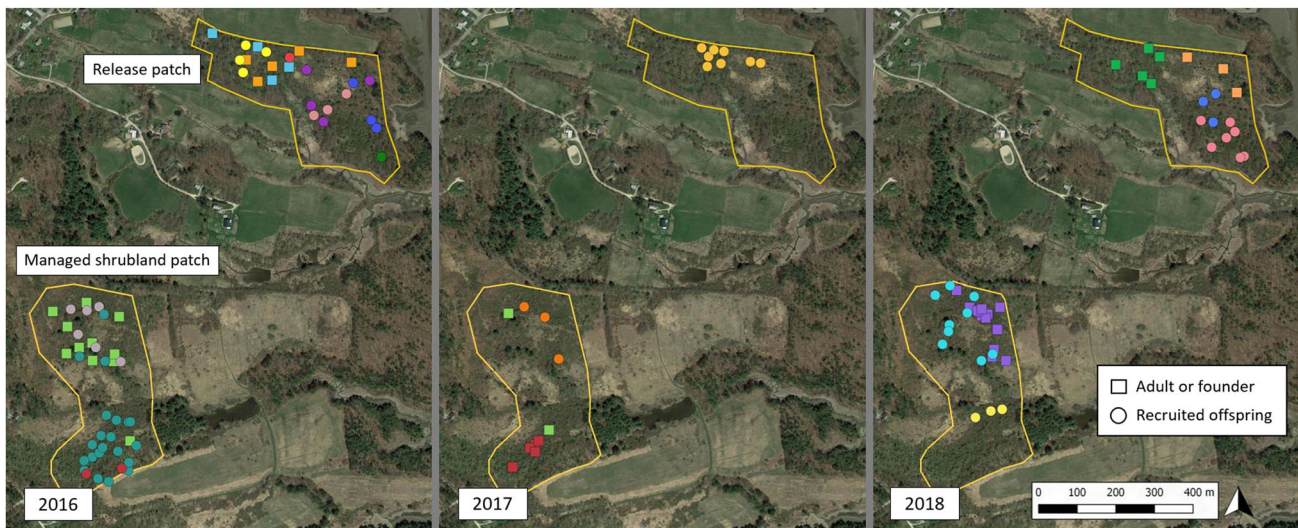 Release patch
Managed shrubland patch
2016
2017
Adult or founder
Recruited offspring
2018
0 100 200 300 400 m